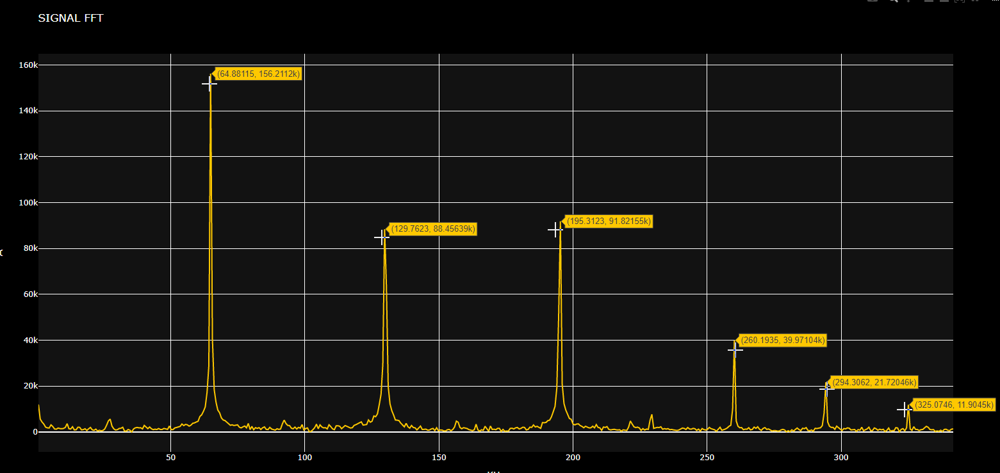 SIGNAL FFT
160k
(64.88115, 156.2112k)
140k
120k
100k
(195.3123, 91.82155k)
(129.7623, 88.45639k)
80k
60k
40k
(260.1935, 39.97104k)
20k
(294.3062, 21.72046k)
(325.0746, 11.9045k)
0
50
100
150
200
250
300